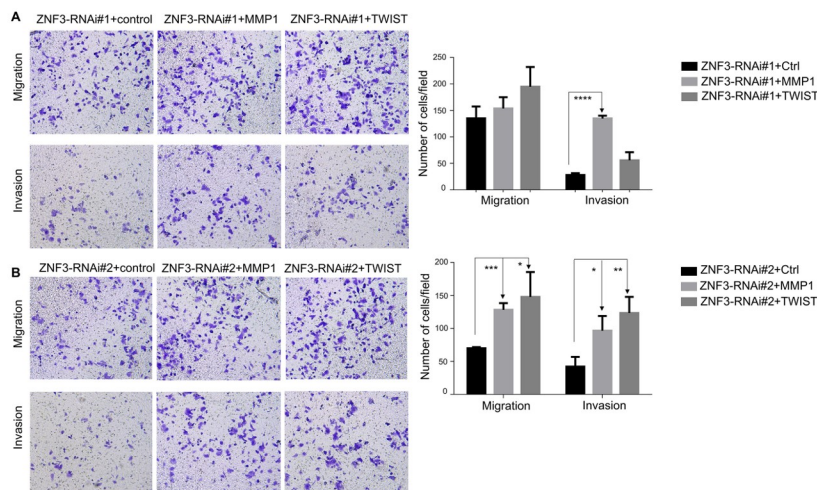 A
ZNF3-RNAi#1+control
ZNF3-RNAi#1+MMP1
ZNF3-RNAi#1+TWIST
Migration
Invasion
Number of cells/field
250
200
150
100
50
0
****
Migration
Invasion
ZNF3-RNAi#1+Ctrl
ZNF3-RNAi#1+MMP1
ZNF3-RNAi#1+TWIST
B
ZNF3-RNAi#2+control
ZNF3-RNAi#2+MMP1
ZNF3-RNAi#2+TWIST
Migration
Invasion
Number of cells/field
200
150
100
50
0
***
*
*
**
Migration
Invasion
ZNF3-RNAi#2+Ctrl
ZNF3-RNAi#2+MMP1
ZNF3-RNAi#2+TWIST